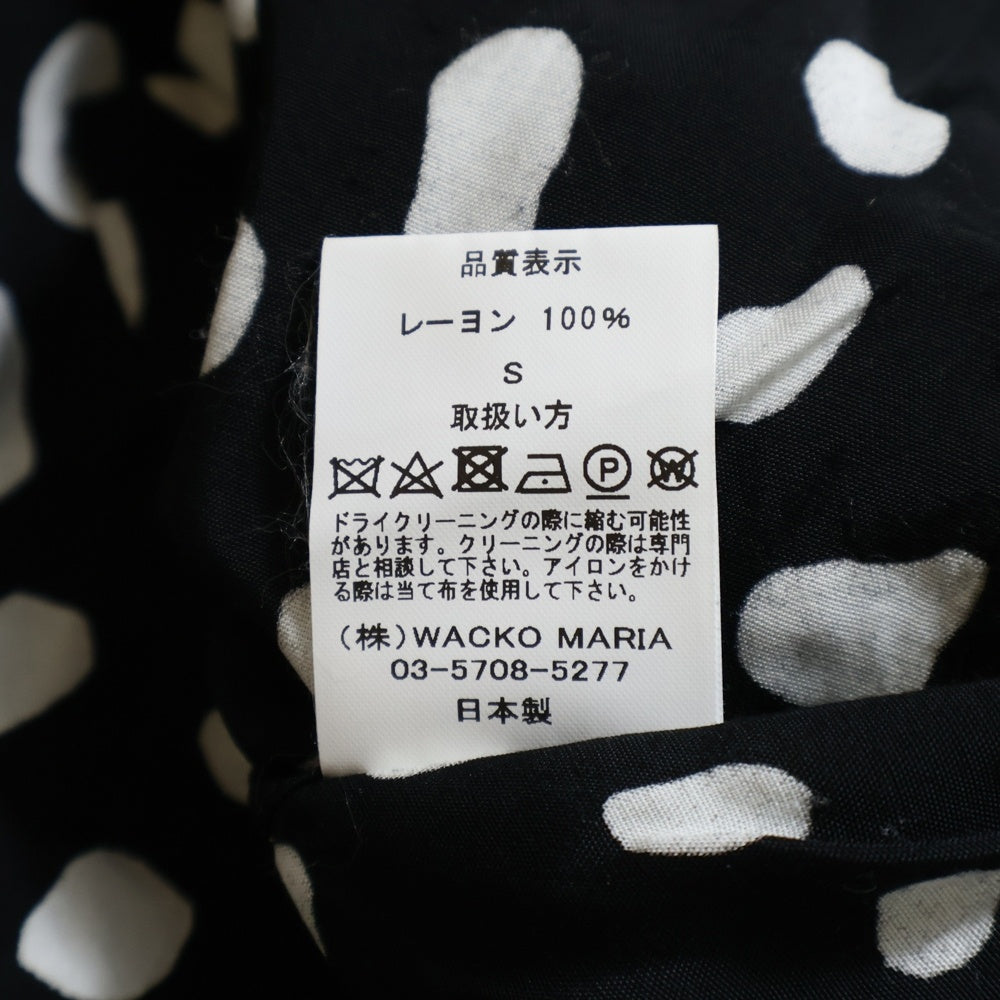 品質表示
レーヨン 100%
S
取扱い方
P W
ドライクリーニングの際に縮む可能性
があります。クリーニングの際は専門
店と相談して下さい。アイロンをかけ
る際は当て布を使用して下さい。
(株)WACKO MARIA
03-5708-5277
日本製